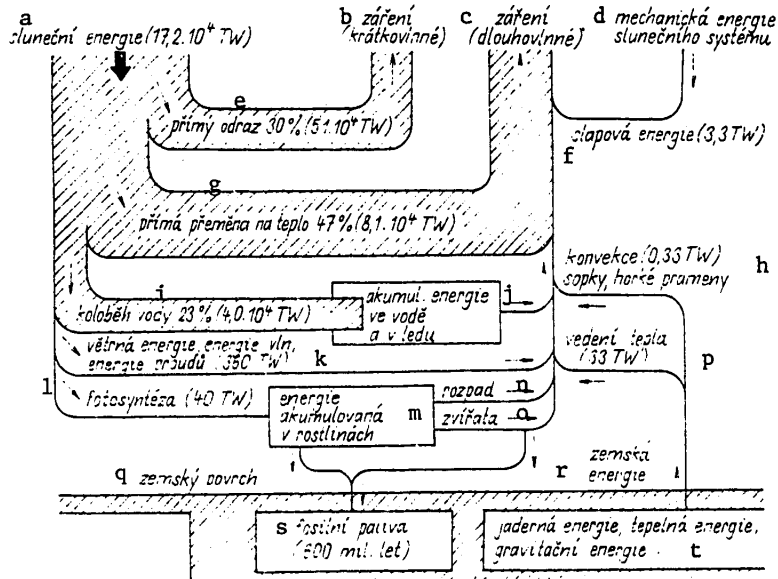 a b záření c záření d mechanická energie
sluneční energie (17,2.10⁴ TW) (krátkovlnné) (dlouhovlnné) slunečního systému
e
přímý odraz 30% (5,1.10⁴ TW)
slapová energie (3,3 TW)
f
g
přímá přeměna na teplo 47% (8,1.10⁴ TW)
konvekce (0,33 TW) h
sopky, horké prameny
i
koloběh vody 23% (4,0.10⁴ TW)
akumul. energie
ve vodě
a v ledu
j
větrná energie, energie vln,
energie proudů (350 TW) k
vedení tepla
(33 TW)
p
l
fotosyntéza (40 TW)
energie
akumulovaná
v rostlinách
m
rozpad n
zvířata o
q zemský povrch
r zemská
energie
s fosilní paliva
(600 mil. let)
jaderná energie, tepelná energie,
gravitační energie t